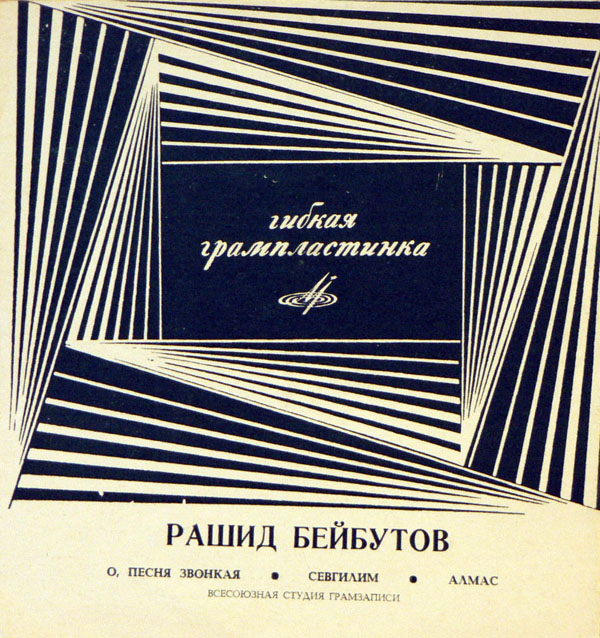 гибкая
грампластинка
РАШИД БЕЙБУТОВ
О, ПЕСНЯ ЗВОНКАЯ • СЕВГИЛИМ • АЛМАС
ВСЕСОЮЗНАЯ СТУДИЯ ГРАМЗАПИСИ